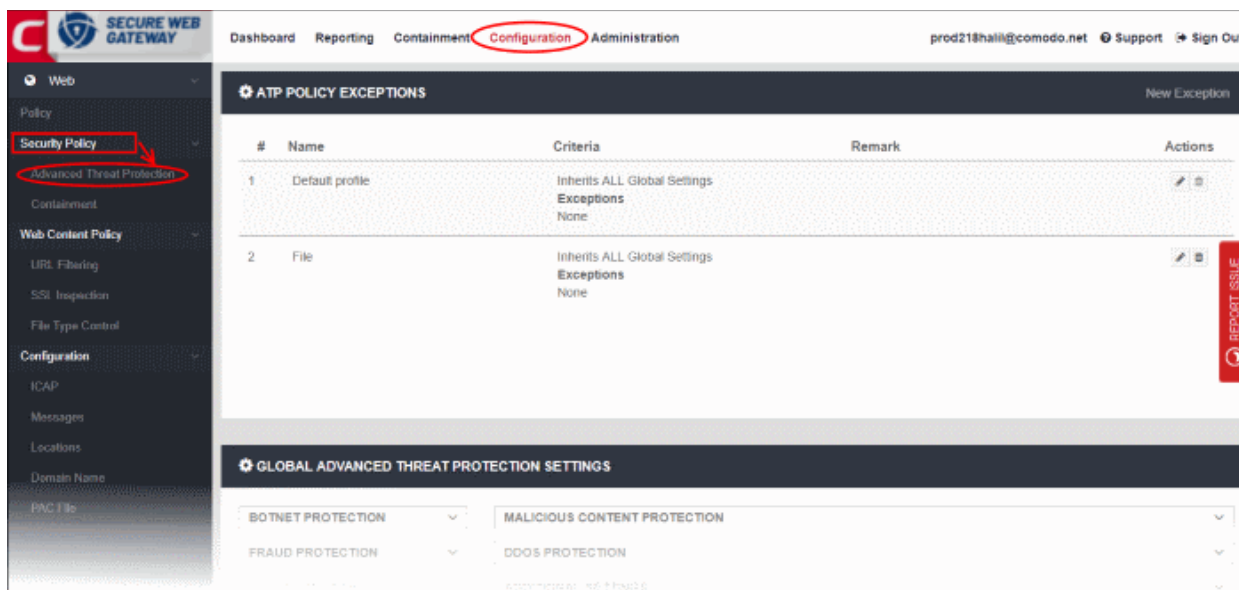 SECURE WEB
GATEWAY
Dashboard Reporting Containment Configuration Administration
prod218halil@comodo.net Support Sign Ou
Web
Policy
Security Policy
Advanced Threat Protection
Containment
Web Content Policy
URL Filtering
SSL Inspection
File Type Control
Configuration
ICAP
Messages
Locations
Domain Name
PAC File
ATP POLICY EXCEPTIONS
New Exception
# Name Criteria Remark Actions
1 Default profile Inherits ALL Global Settings
Exceptions
None
2 File Inherits ALL Global Settings
Exceptions
None
REPORT ISSUE
GLOBAL ADVANCED THREAT PROTECTION SETTINGS
BOTNET PROTECTION MALICIOUS CONTENT PROTECTION
FRAUD PROTECTION DDOS PROTECTION